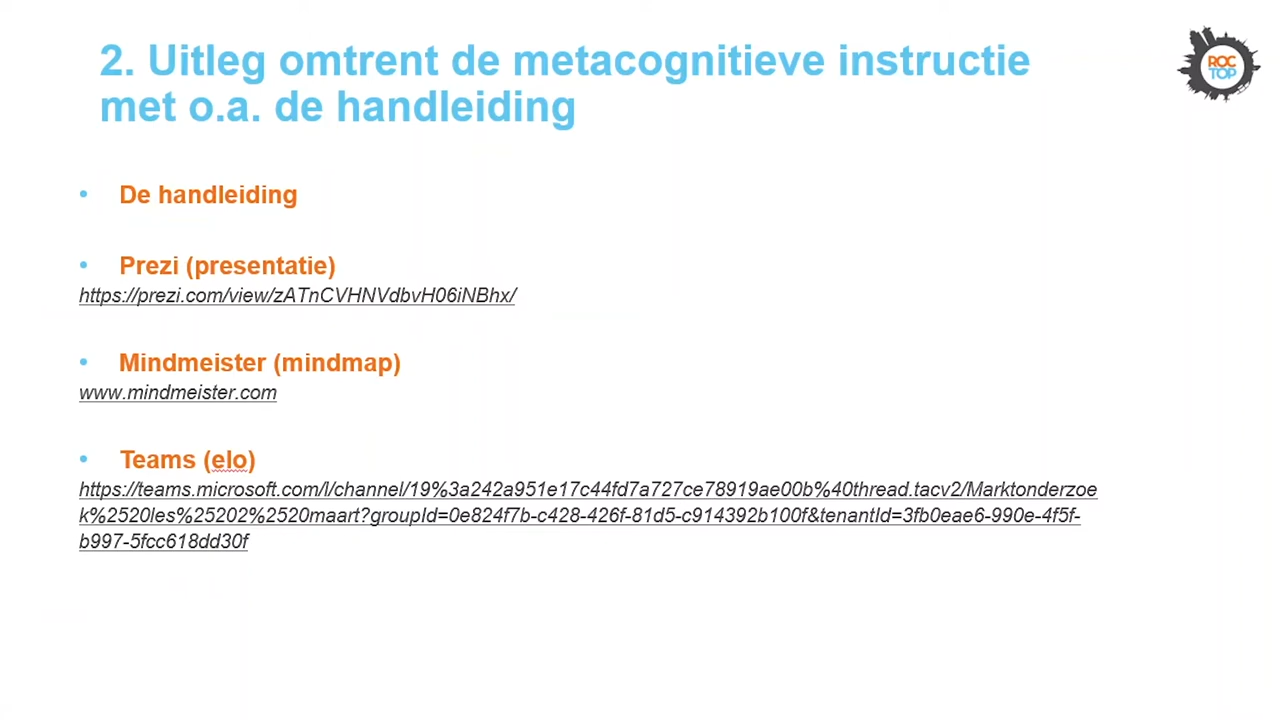 2. Uitleg omtrent de metacognitieve instructie
met o.a. de handleiding
ROC
TOP
• De handleiding
• Prezi (presentatie)
https://prezi.com/view/zATnCVHNVdbvH06iNBhx/
• Mindmeister (mindmap)
www.mindmeister.com
• Teams (elo)
https://teams.microsoft.com/l/channel/19%3a242a951e17c44fd7a727ce78919ae00b%40thread.tacv2/Marktonderzoe
k%2520les%25202%2520maart?groupId=0e824f7b-c428-426f-81d5-c914392b100f&tenantId=3fb0eae6-990e-4f5f-
b997-5fcc618dd30f